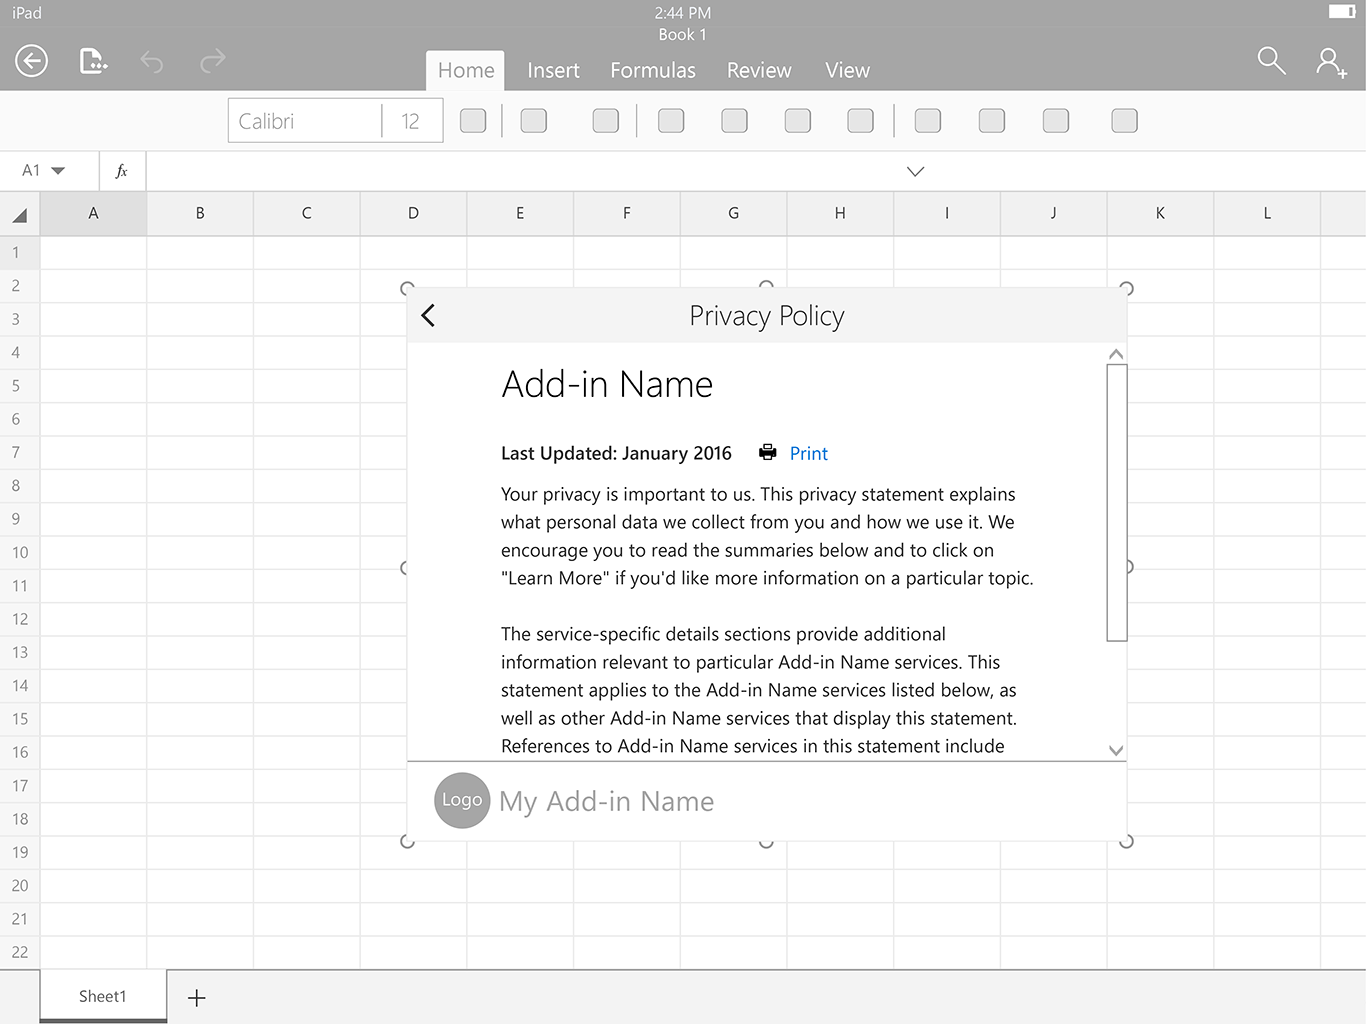 iPad
2:44 PM
Book 1
Home Insert Formulas Review View
Calibri 12
A1 fx
A B C D E F G H I J K L
1
2
3
4
5
6
7
8
9
10
11
12
13
14
15
16
17
18
19
20
21
22
Privacy Policy
Add-in Name
Last Updated: January 2016 Print
Your privacy is important to us. This privacy statement explains
what personal data we collect from you and how we use it. We
encourage you to read the summaries below and to click on
"Learn More" if you'd like more information on a particular topic.
The service-specific details sections provide additional
information relevant to particular Add-in Name services. This
statement applies to the Add-in Name services listed below, as
well as other Add-in Name services that display this statement.
References to Add-in Name services in this statement include
Logo My Add-in Name
Sheet1